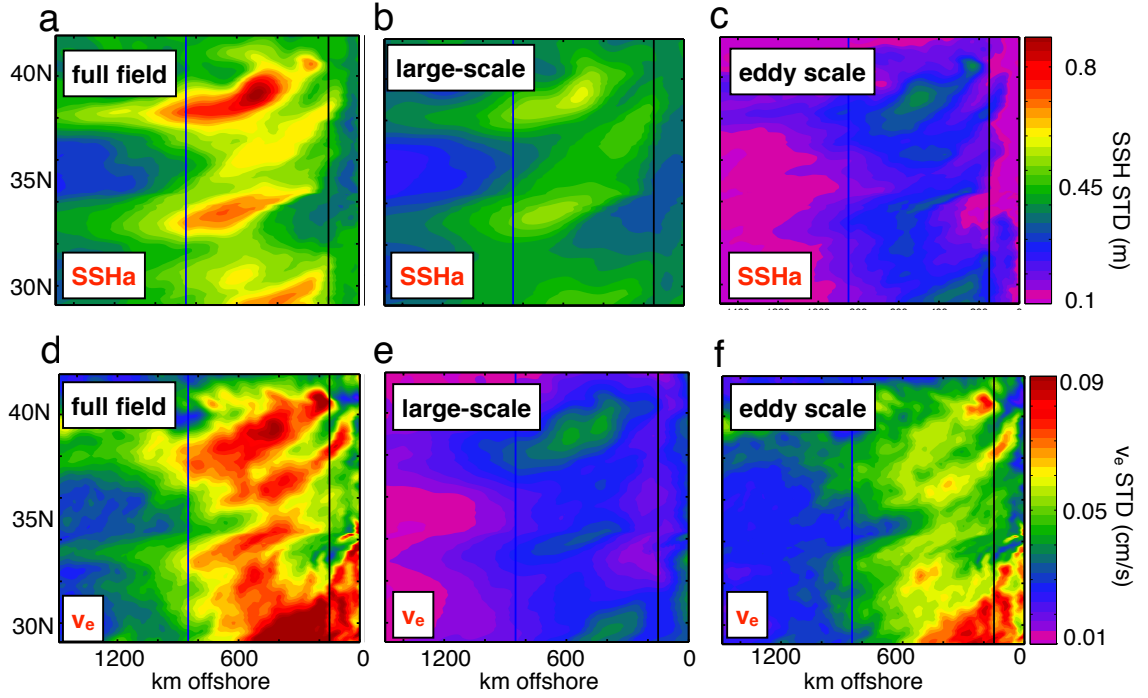 a
b
c
full field
large-scale
eddy scale
40N
35N
30N
SSHa
SSHa
SSHa
0.8
0.45
0.1
SSH STD (m)
d
e
f
full field
large-scale
eddy scale
40N
35N
30N
vₑ
vₑ
vₑ
0.09
0.05
0.01
vₑ STD (cm/s)
1200 600 0
1200 600 0
1200 600 0
km offshore
km offshore
km offshore